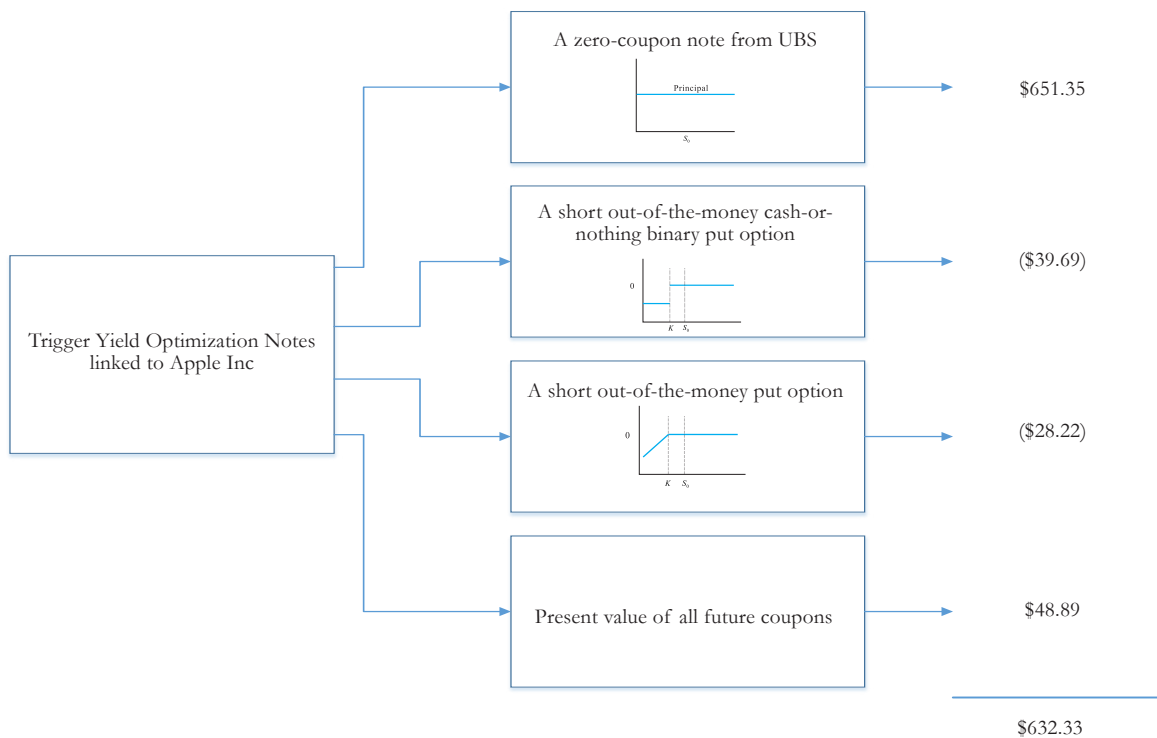 A zero-coupon note from UBS
Principal
S0
$651.35
A short out-of-the-money cash-or-
nothing binary put option
0
K S0
($39.69)
Trigger Yield Optimization Notes
linked to Apple Inc
A short out-of-the-money put option
0
K S0
($28.22)
Present value of all future coupons
$48.89
$632.33